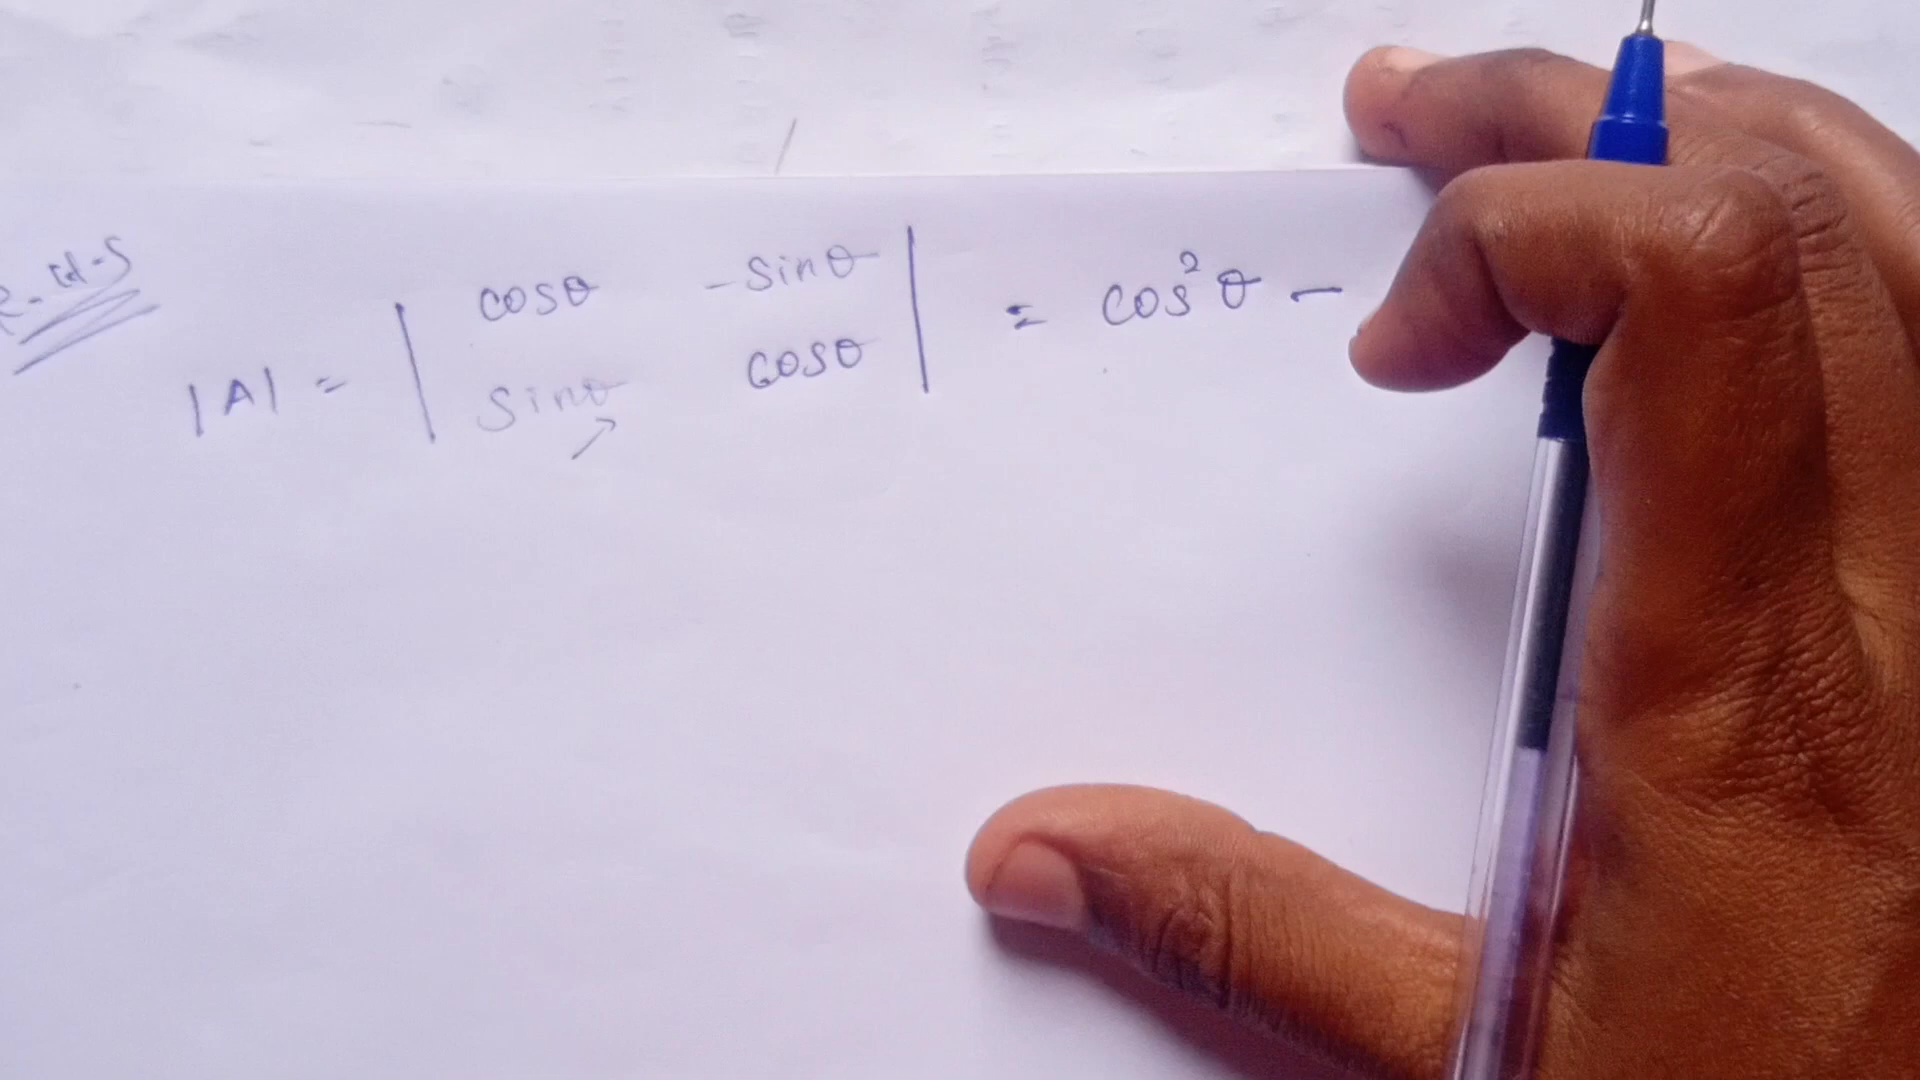 |A| = | cosθ -sinθ | = cos²θ -
sinθ cosθ